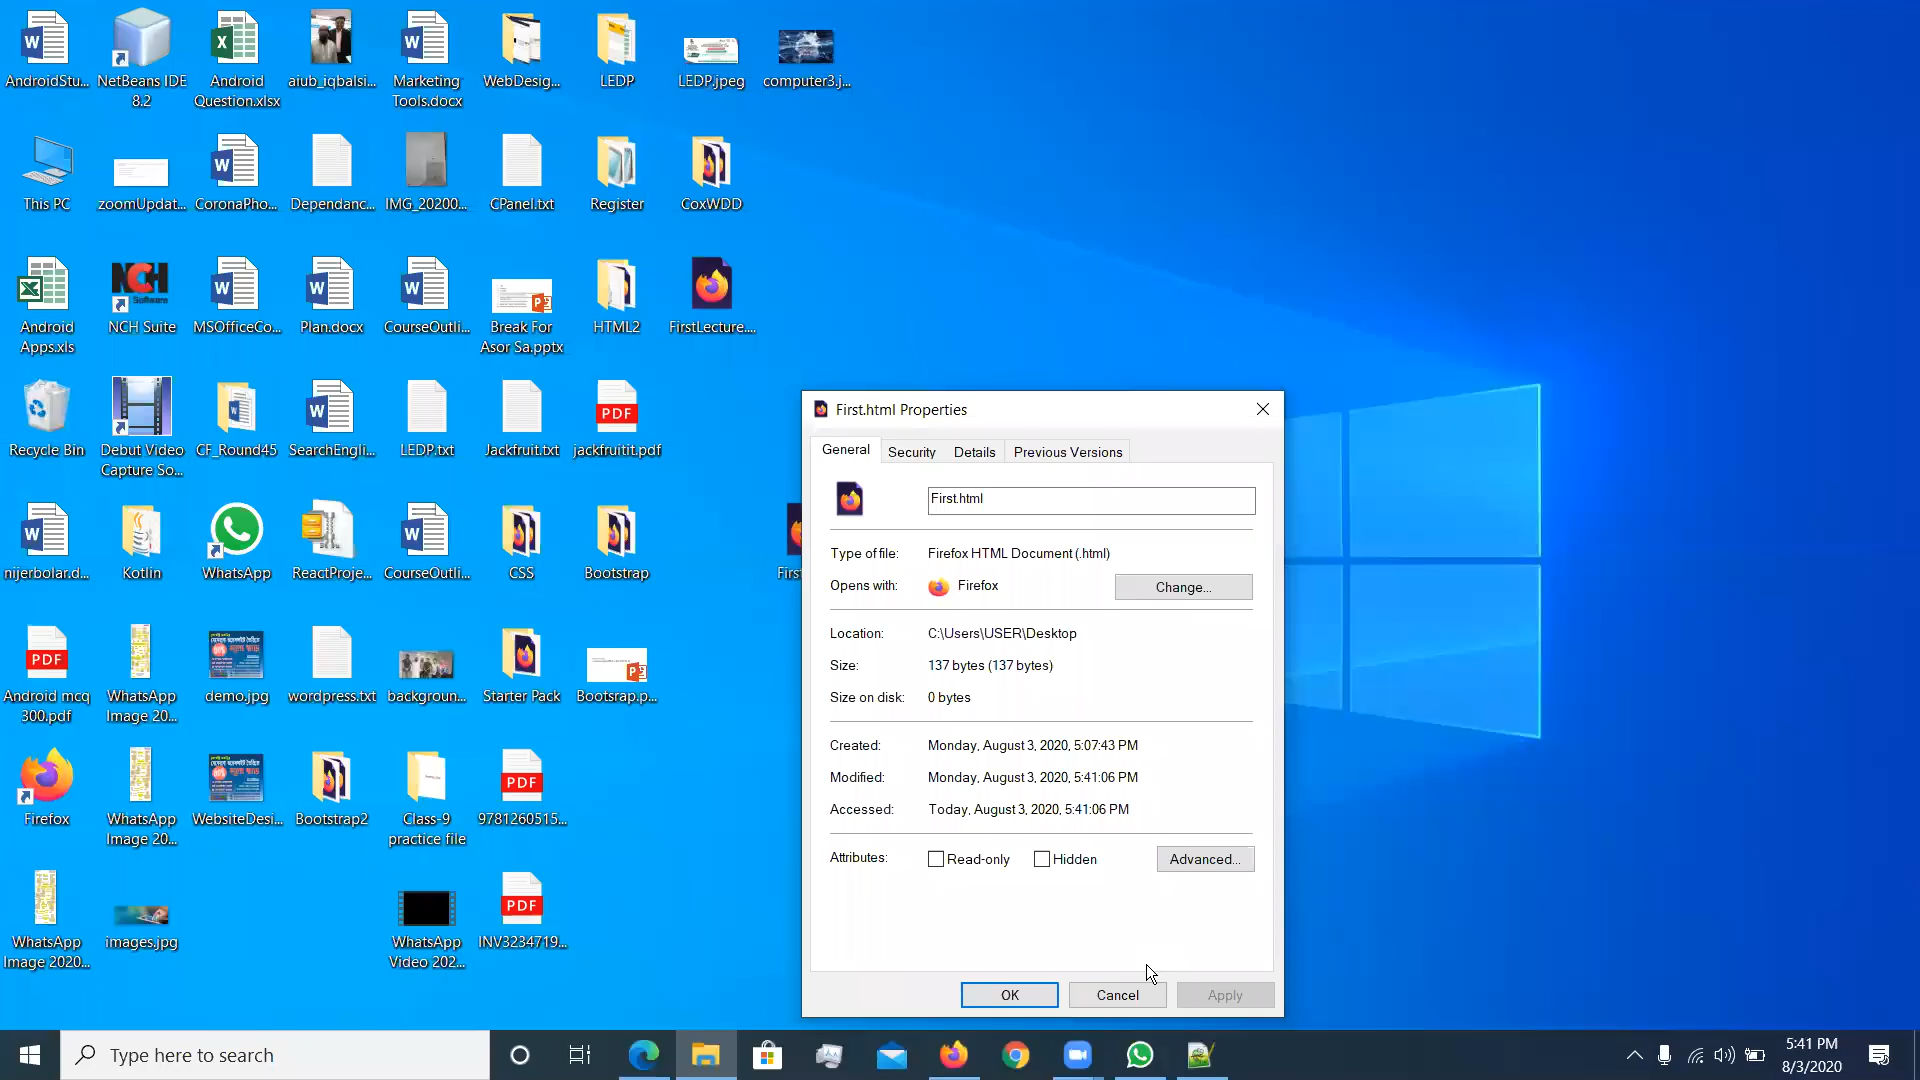 AndroidStu...
NetBeans IDE
8.2
Android
Question.xlsx
aiub_iqbalsi...
Marketing
Tools.docx
WebDesig...
LEDP
LEDP.jpeg
computer3.j...
This PC
zoomUpdat...
CoronaPho...
Dependanc...
IMG_20200...
CPanel.txt
Register
CoxWDD
Android
Apps.xls
NCH Suite
MSOfficeCo...
Plan.docx
CourseOutli...
Break For
Asor Sa.pptx
HTML2
FirstLecture....
Recycle Bin
Debut Video
Capture So...
CF_Round45
SearchEngli...
LEDP.txt
Jackfruit.txt
jackfruitit.pdf
nijerbolar.d...
Kotlin
WhatsApp
ReactProje...
CourseOutli...
CSS
Bootstrap
Android mcq
300.pdf
WhatsApp
Image 20...
demo.jpg
wordpress.txt
backgroun...
Starter Pack
Bootsrap.p...
Firefox
WhatsApp
Image 20...
WebsiteDesi...
Bootstrap2
Class-9
practice file
9781260515...
WhatsApp
Image 2020...
images.jpg
WhatsApp
Video 202...
INV3234719...
First.html Properties
General
Security
Details
Previous Versions
First.html
Type of file: Firefox HTML Document (.html)
Opens with: Firefox
Change...
Location: C:\Users\USER\Desktop
Size: 137 bytes (137 bytes)
Size on disk: 0 bytes
Created: Monday, August 3, 2020, 5:07:43 PM
Modified: Monday, August 3, 2020, 5:41:06 PM
Accessed: Today, August 3, 2020, 5:41:06 PM
Attributes: Read-only Hidden
Advanced...
OK
Cancel
Apply
Type here to search
5:41 PM
8/3/2020